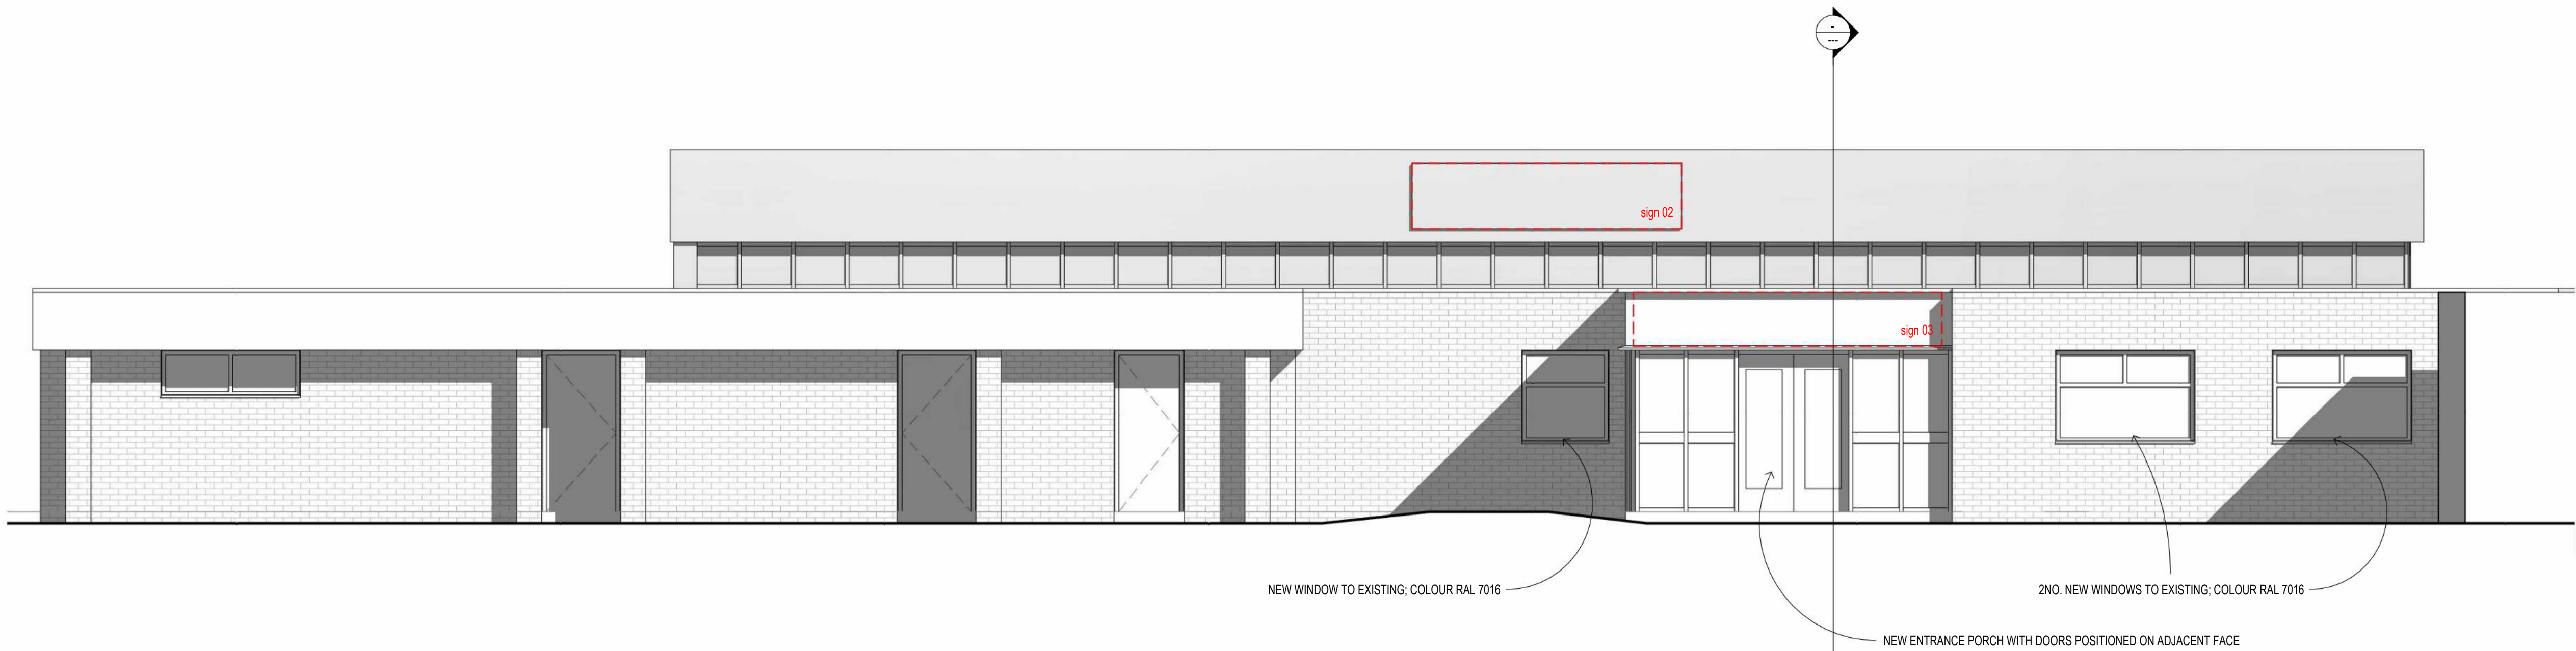 -
---
sign 02
sign 03
NEW WINDOW TO EXISTING; COLOUR RAL 7016
2NO. NEW WINDOWS TO EXISTING; COLOUR RAL 7016
NEW ENTRANCE PORCH WITH DOORS POSITIONED ON ADJACENT FACE